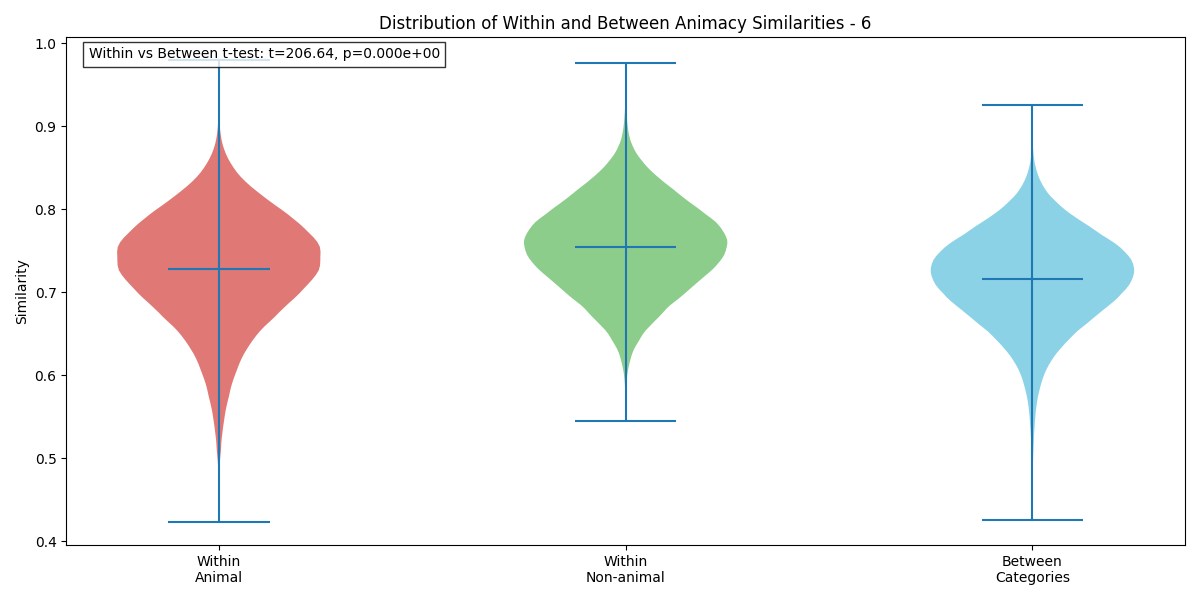 Distribution of Within and Between Animacy Similarities - 6
Within vs Between t-test: t=206.64, p=0.000e+00
Similarity
1.0
0.9
0.8
0.7
0.6
0.5
0.4
Within
Animal
Within
Non-animal
Between
Categories